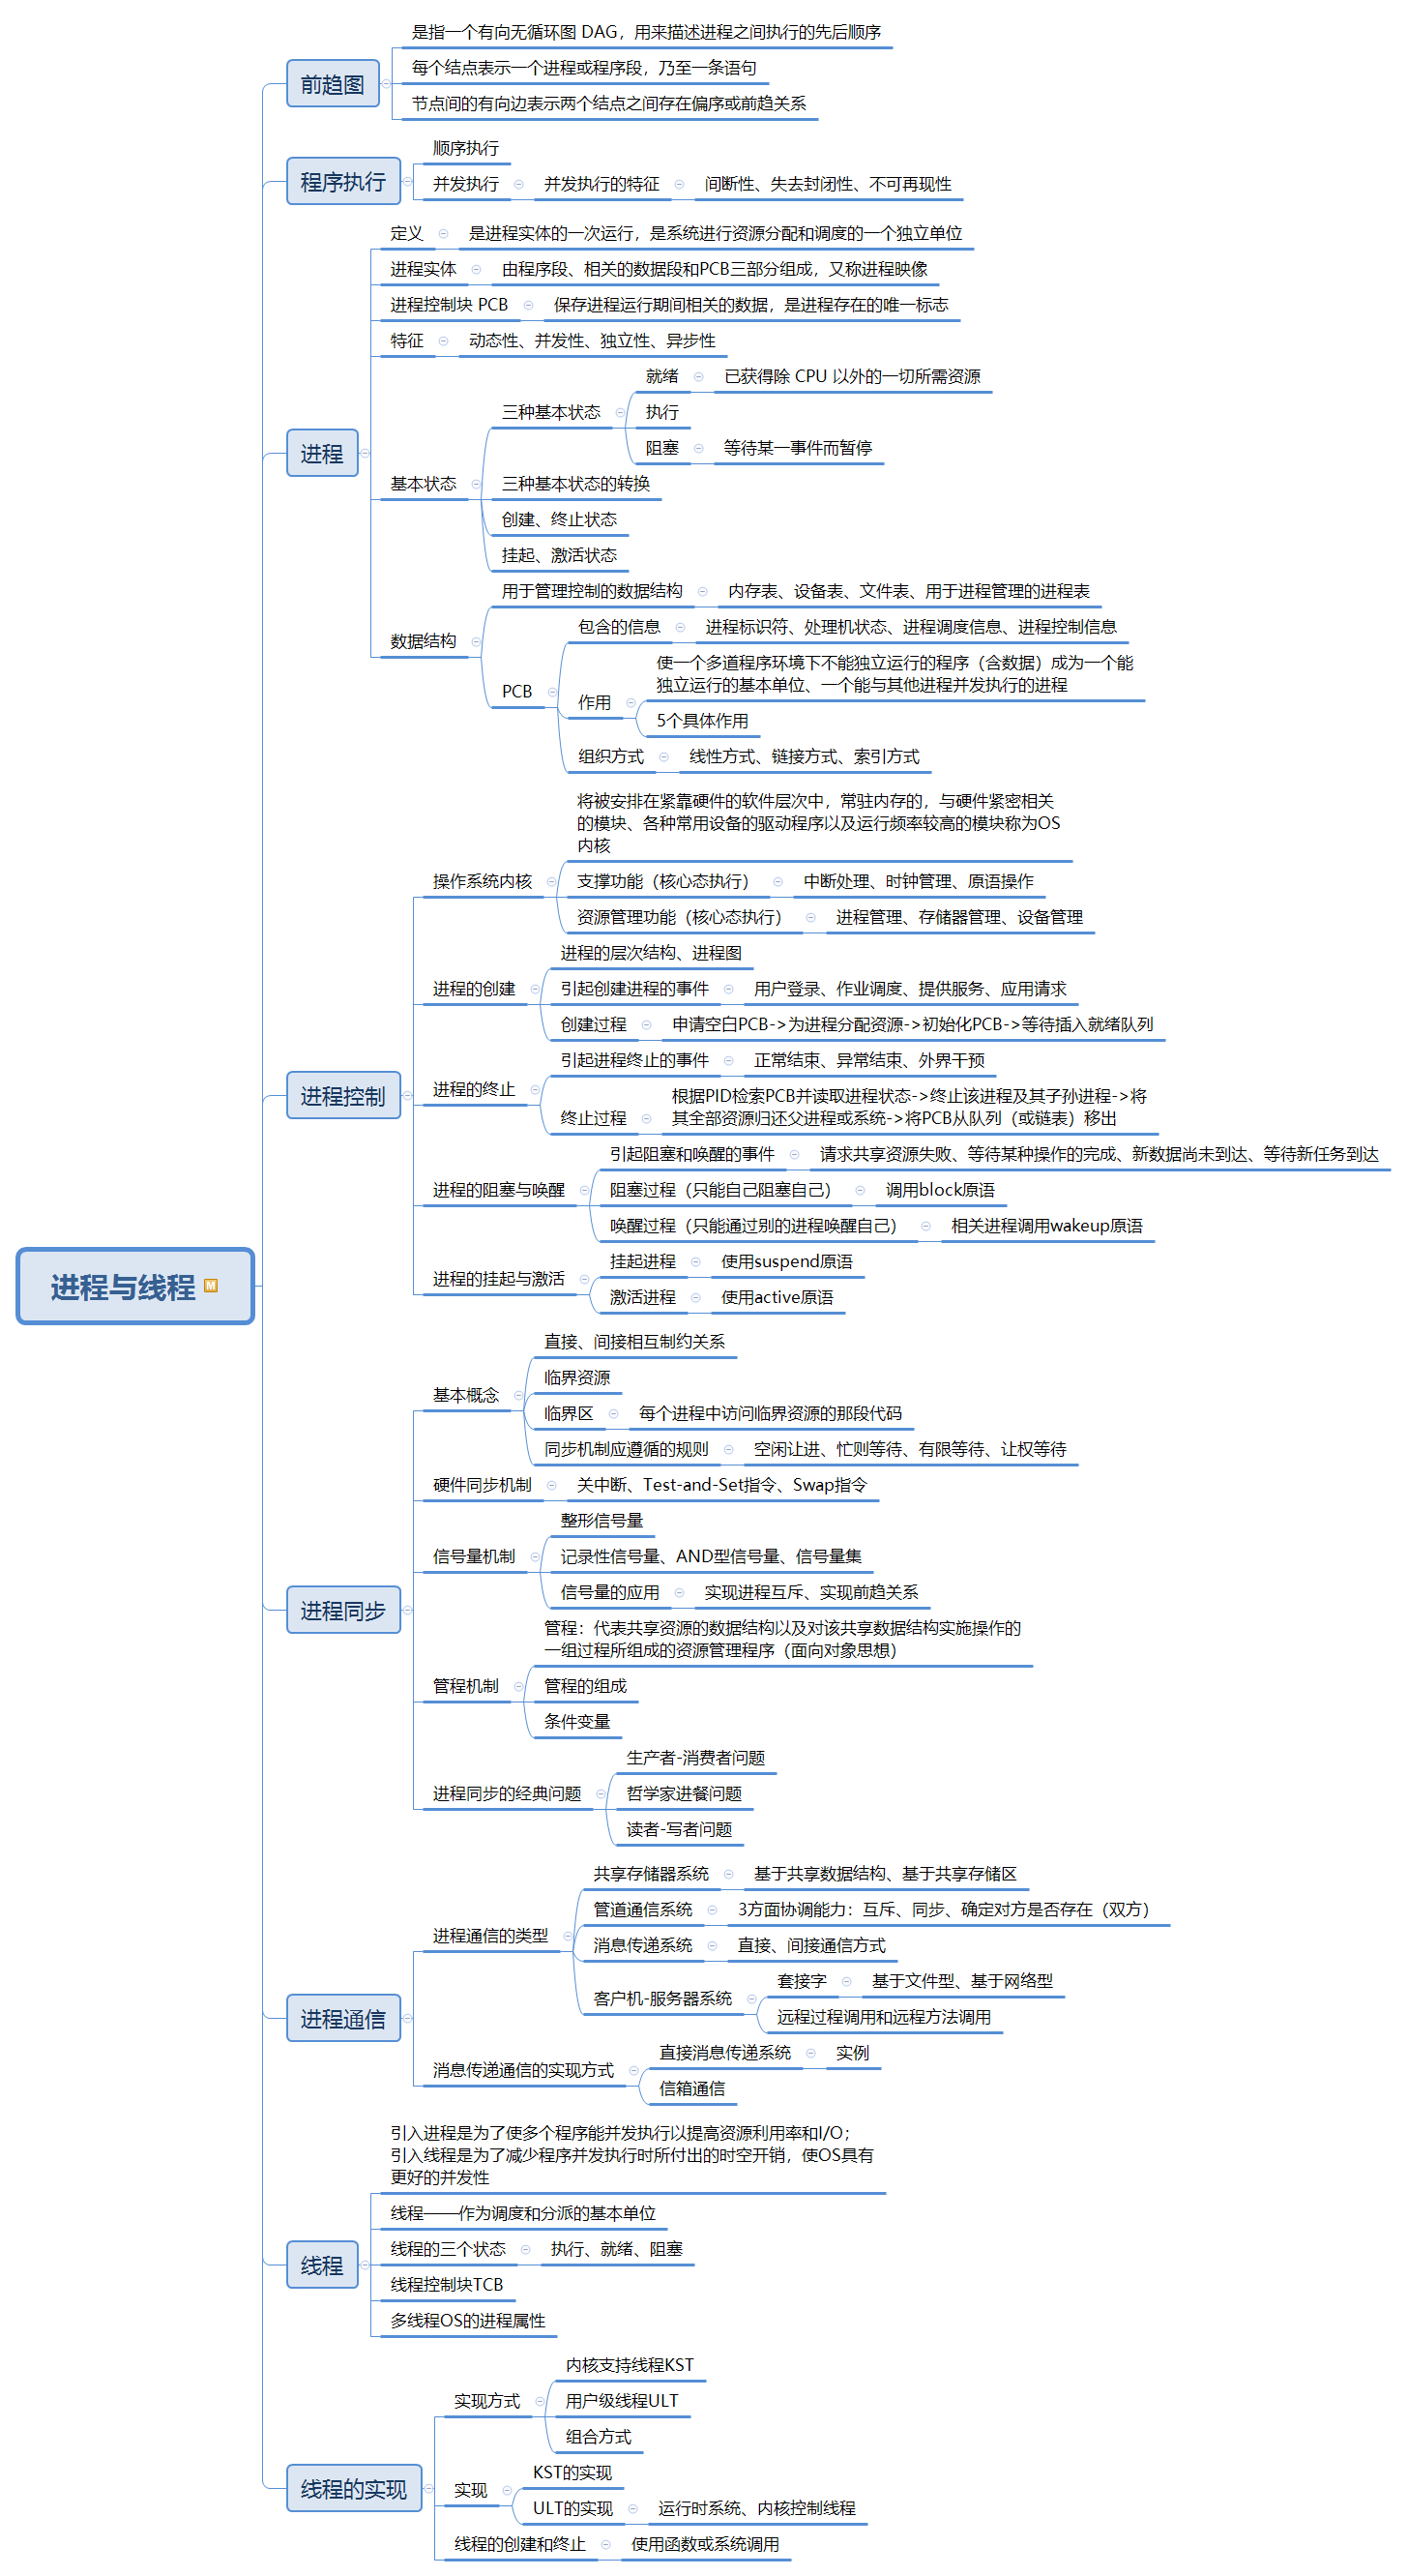 是指一个有向无循环图 DAG，用来描述进程之间执行的先后顺序
前趋图
每个结点表示一个进程或程序段，乃至一条语句
节点间的有向边表示两个结点之间存在偏序或前趋关系
顺序执行
程序执行
并发执行
并发执行的特征
间断性、失去封闭性、不可再现性
定义
是进程实体的一次运行，是系统进行资源分配和调度的一个独立单位
进程实体
由程序段、相关的数据段和PCB三部分组成，又称进程映像
进程控制块 PCB
保存进程运行期间相关的数据，是进程存在的唯一标志
特征
动态性、并发性、独立性、异步性
进程
基本状态
三种基本状态
就绪
已获得除 CPU 以外的一切所需资源
执行
阻塞
等待某一事件而暂停
三种基本状态的转换
创建、终止状态
挂起、激活状态
数据结构
用于管理控制的数据结构
内存表、设备表、文件表、用于进程管理的进程表
PCB
包含的信息
进程标识符、处理机状态、进程调度信息、进程控制信息
作用
使一个多道程序环境下不能独立运行的程序（含数据）成为一个能
独立运行的基本单位、一个能与其他进程并发执行的进程
5个具体作用
组织方式
线性方式、链接方式、索引方式
进程控制
操作系统内核
将被安排在紧靠硬件的软件层次中，常驻内存的，与硬件紧密相关
的模块、各种常用设备的驱动程序以及运行频率较高的模块称为OS
内核
支撑功能（核心态执行）
中断处理、时钟管理、原语操作
资源管理功能（核心态执行）
进程管理、存储器管理、设备管理
进程的创建
进程的层次结构、进程图
引起创建进程的事件
用户登录、作业调度、提供服务、应用请求
创建过程
申请空白PCB->为进程分配资源->初始化PCB->等待插入就绪队列
进程的终止
引起进程终止的事件
正常结束、异常结束、外界干预
终止过程
根据PID检索PCB并读取进程状态->终止该进程及其子孙进程->将
其全部资源归还父进程或系统->将PCB从队列（或链表）移出
进程的阻塞与唤醒
引起阻塞和唤醒的事件
请求共享资源失败、等待某种操作的完成、新数据尚未到达、等待新任务到达
阻塞过程（只能自己阻塞自己）
调用block原语
唤醒过程（只能通过别的进程唤醒自己）
相关进程调用wakeup原语
进程的挂起与激活
挂起进程
使用suspend原语
激活进程
使用active原语
进程与线程
M
进程同步
基本概念
直接、间接相互制约关系
临界资源
临界区
每个进程中访问临界资源的那段代码
同步机制应遵循的规则
空闲让进、忙则等待、有限等待、让权等待
硬件同步机制
关中断、Test-and-Set指令、Swap指令
信号量机制
整形信号量
记录性信号量、AND型信号量、信号量集
信号量的应用
实现进程互斥、实现前趋关系
管程机制
管程：代表共享资源的数据结构以及对该共享数据结构实施操作的
一组过程所组成的资源管理程序（面向对象思想）
管程的组成
条件变量
进程同步的经典问题
生产者-消费者问题
哲学家进餐问题
读者-写者问题
进程通信
进程通信的类型
共享存储器系统
基于共享数据结构、基于共享存储区
管道通信系统
3方面协调能力：互斥、同步、确定对方是否存在（双方）
消息传递系统
直接、间接通信方式
客户机-服务器系统
套接字
基于文件型、基于网络型
远程过程调用和远程方法调用
消息传递通信的实现方式
直接消息传递系统
实例
信箱通信
线程
引入进程是为了使多个程序能并发执行以提高资源利用率和I/O；
引入线程是为了减少程序并发执行时所付出的时空开销，使OS具有
更好的并发性
线程——作为调度和分派的基本单位
线程的三个状态
执行、就绪、阻塞
线程控制块TCB
多线程OS的进程属性
线程的实现
实现方式
内核支持线程KST
用户级线程ULT
组合方式
实现
KST的实现
ULT的实现
运行时系统、内核控制线程
线程的创建和终止
使用函数或系统调用